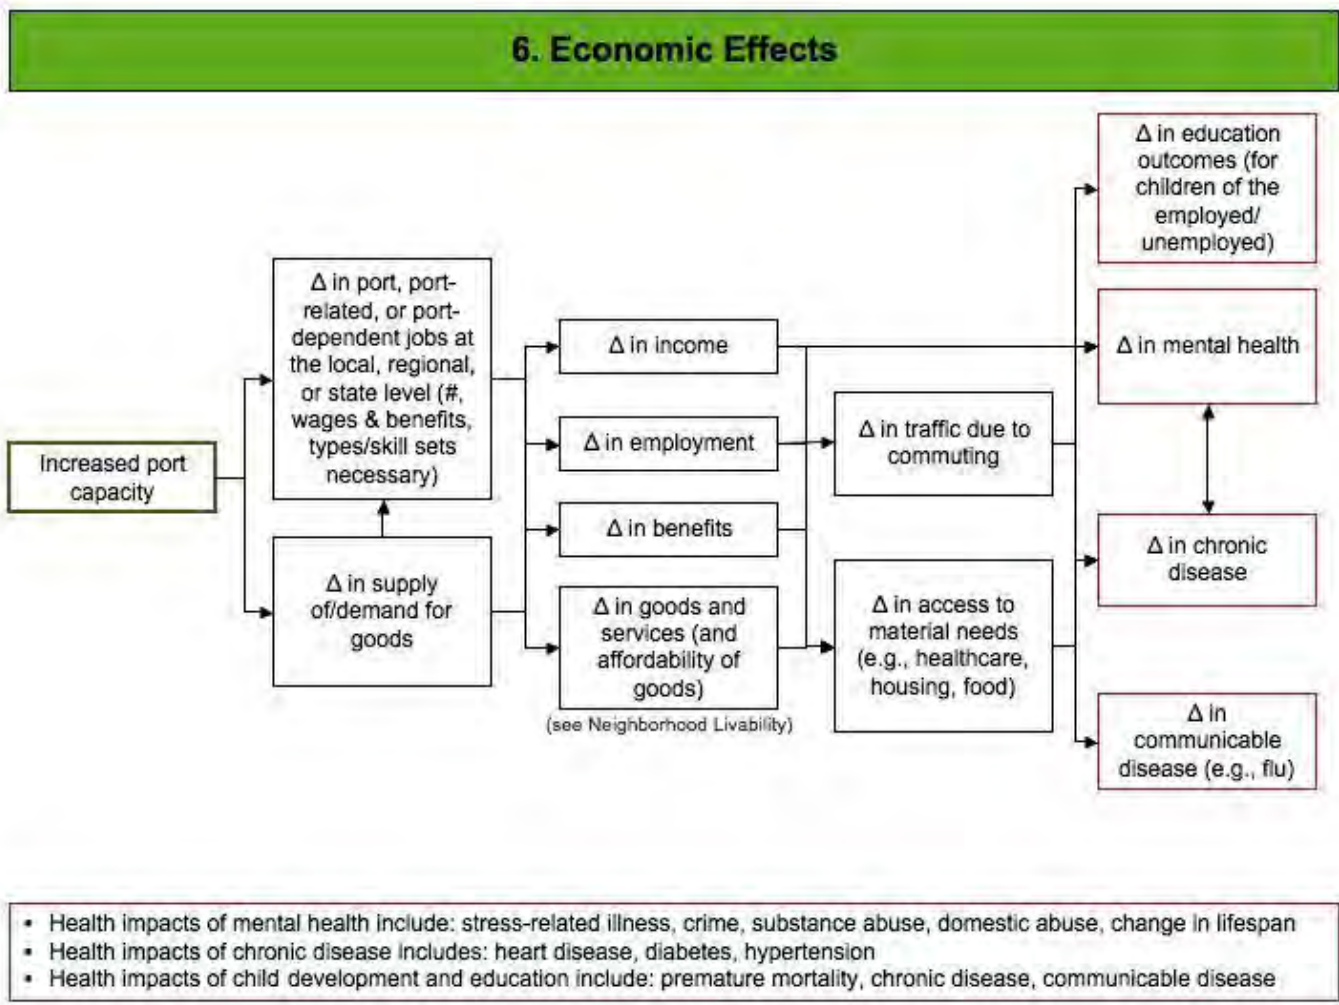 6. Economic Effects
Increased port
capacity
Δ in port, port-
related, or port-
dependent jobs at
the local, regional,
or state level (#,
wages & benefits,
types/skill sets
necessary)
Δ in supply
of/demand for
goods
Δ in income
Δ in employment
Δ in benefits
Δ in goods and
services (and
affordability of
goods)
(see Neighborhood Livability)
Δ in traffic due to
commuting
Δ in access to
material needs
(e.g., healthcare,
housing, food)
Δ in education
outcomes (for
children of the
employed/
unemployed)
Δ in mental health
Δ in chronic
disease
Δ in
communicable
disease (e.g., flu)
• Health impacts of mental health include: stress-related illness, crime, substance abuse, domestic abuse, change in lifespan
• Health impacts of chronic disease includes: heart disease, diabetes, hypertension
• Health impacts of child development and education include: premature mortality, chronic disease, communicable disease